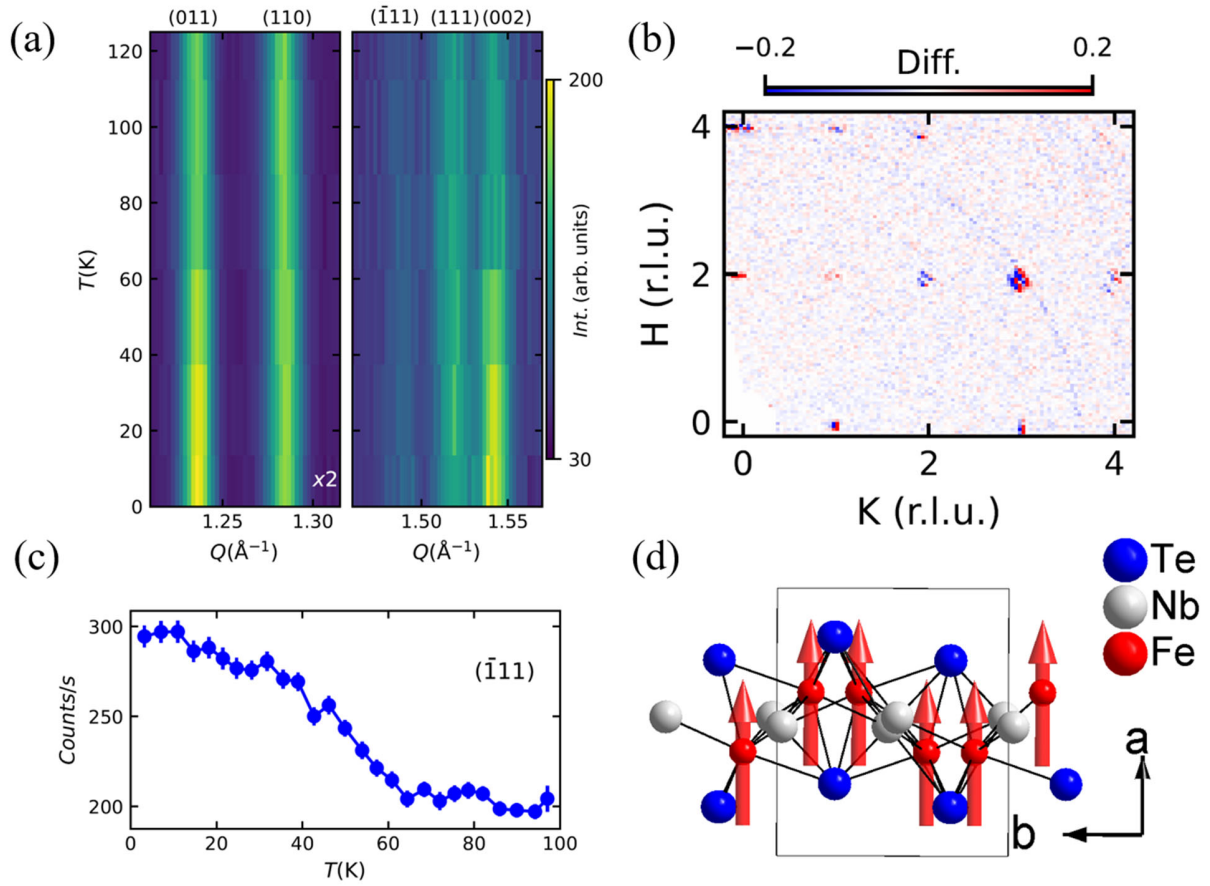 (a)
(011) (110) (1̄11) (111) (002)
120
100
80
60
40
20
0
T(K)
x2
1.25 1.30 1.50 1.55
Q(Å⁻¹) Q(Å⁻¹)
200
Int. (arb. units)
30
(b)
−0.2 0.2
Diff.
4
2
0
H (r.l.u.)
0 2 4
K (r.l.u.)
(c)
300
250
200
Counts/s
(1̄11)
0 20 40 60 80 100
T(K)
(d)
Te
Nb
Fe
a
b